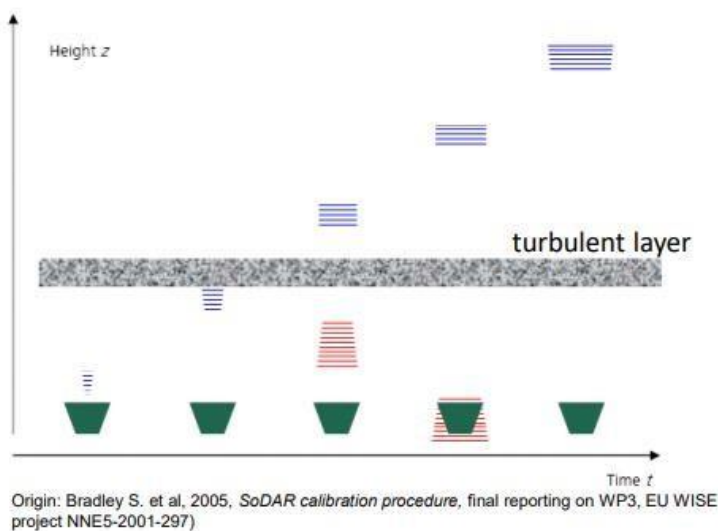 Height z
turbulent layer
Time t
Origin: Bradley S. et al, 2005, SoDAR calibration procedure, final reporting on WP3, EU WISE
project NNE5-2001-297)